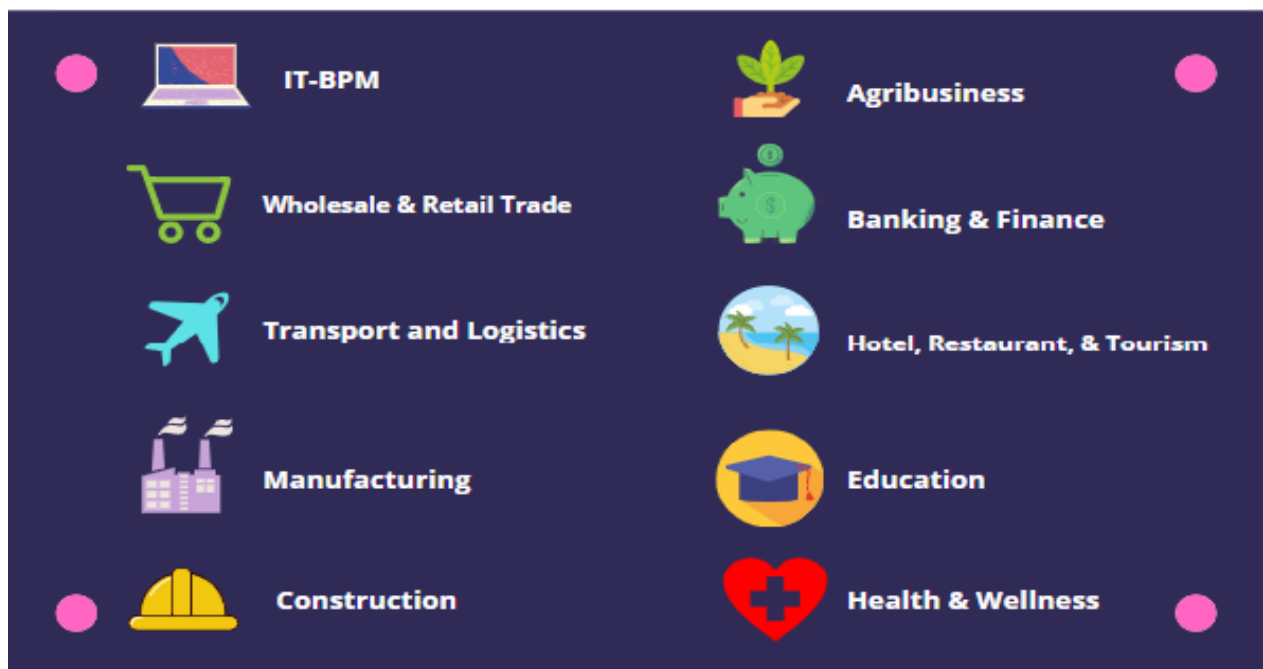 IT-BPM
Wholesale & Retail Trade
Transport and Logistics
Manufacturing
Construction
Agribusiness
Banking & Finance
Hotel, Restaurant, & Tourism
Education
Health & Wellness